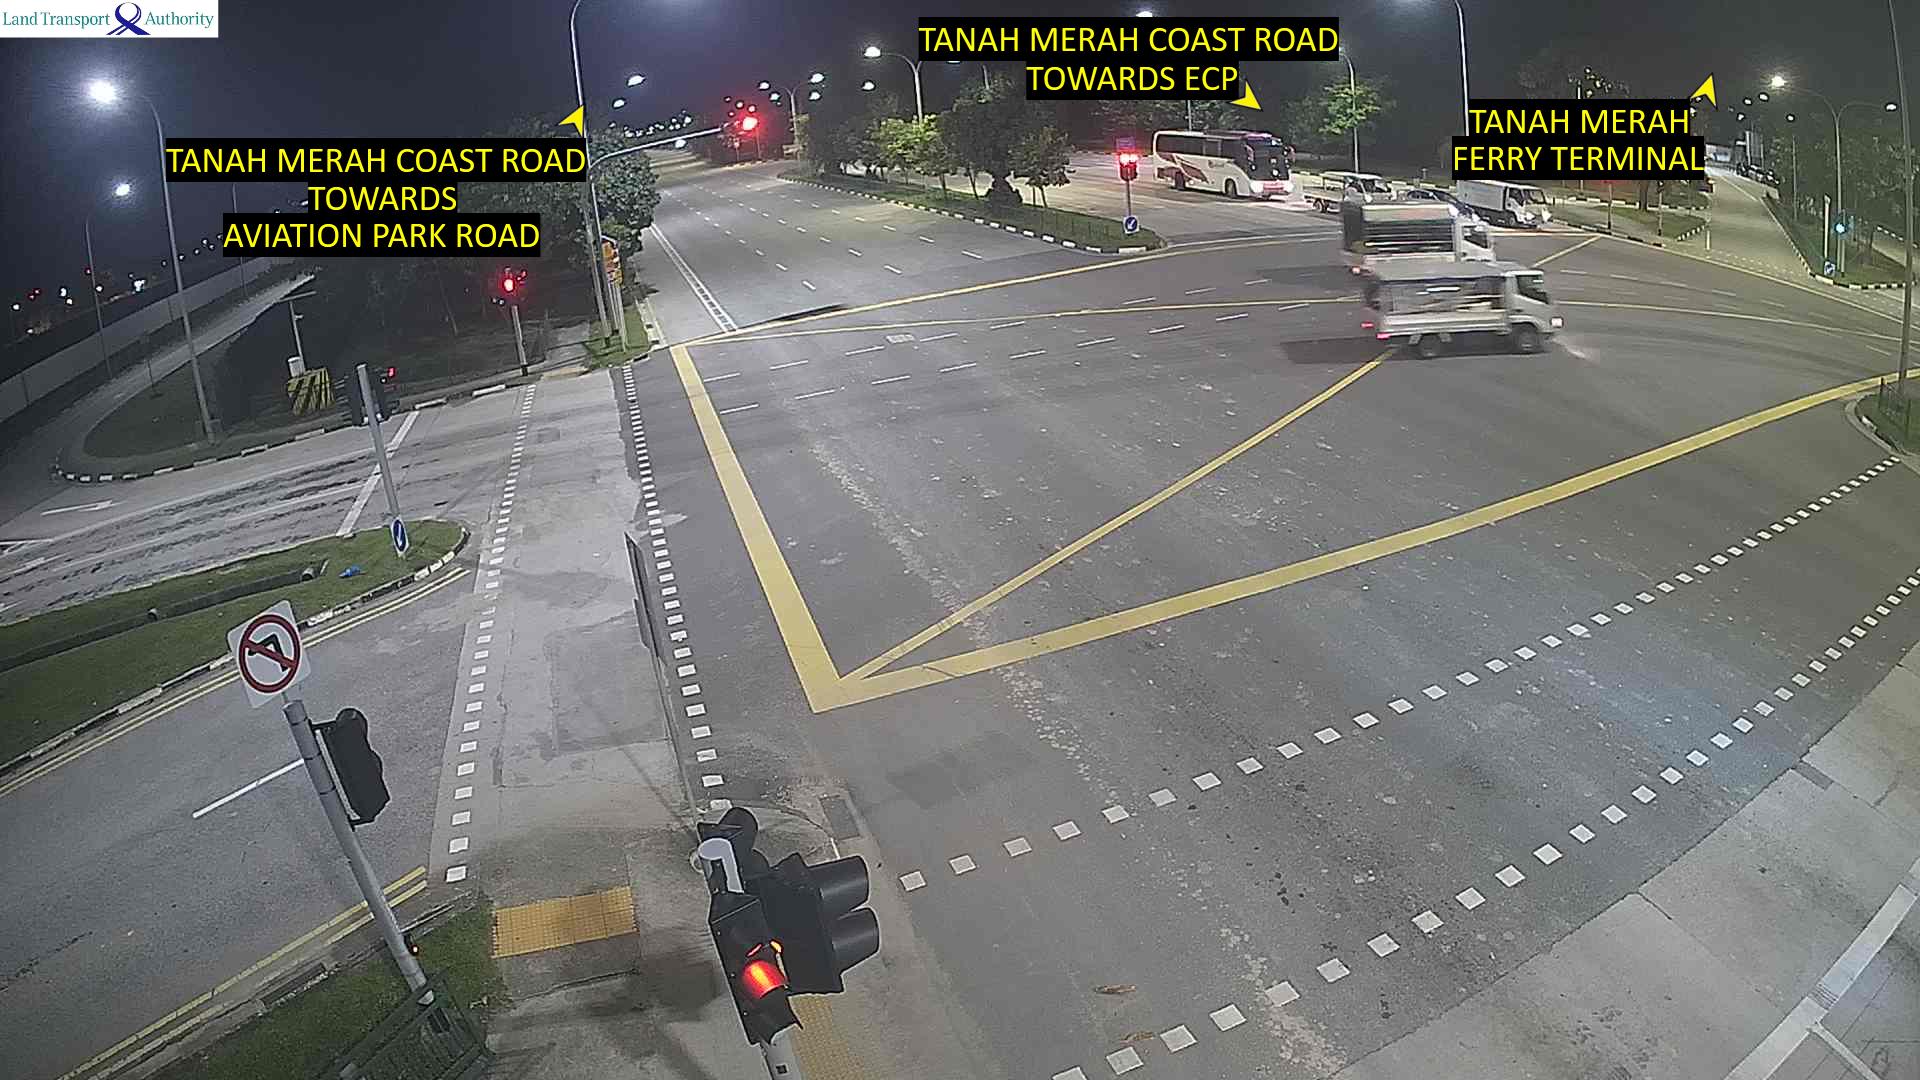 Land Transport Authority
TANAH MERAH COAST ROAD
TOWARDS ECP
TANAH MERAH
FERRY TERMINAL
TANAH MERAH COAST ROAD
TOWARDS
AVIATION PARK ROAD